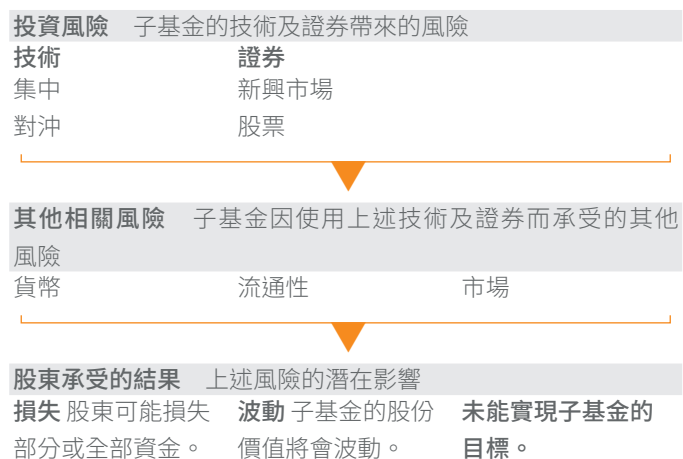 投資風險 子基金的技術及證券帶來的風險
技術 證券
集中 新興市場
對沖 股票
其他相關風險 子基金因使用上述技術及證券而承受的其他
風險
貨幣 流通性 市場
股東承受的結果 上述風險的潛在影響
損失 股東可能損失 波動 子基金的股份 未能實現子基金的
部分或全部資金。 價值將會波動。 目標。